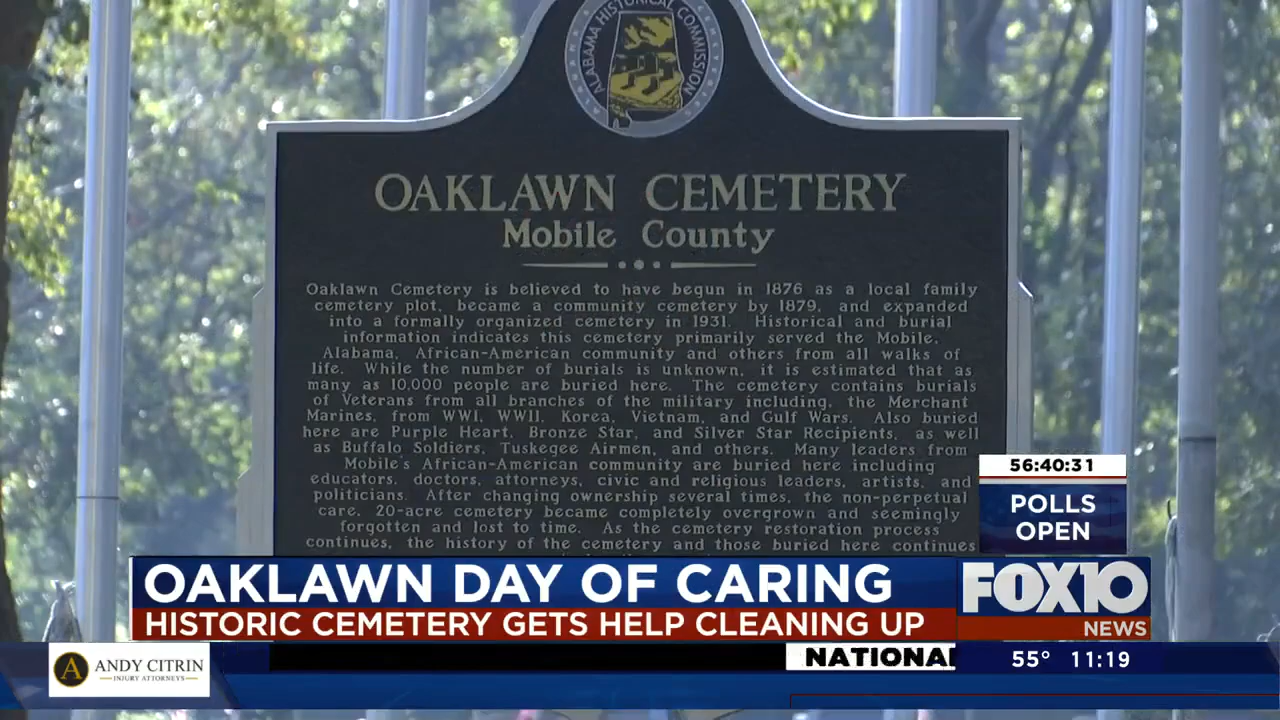 ALABAMA HISTORICAL COMMISSION
OAKLAWN CEMETERY
Mobile County
Oaklawn Cemetery is believed to have begun in 1876 as a local family
cemetery plot, became a community cemetery by 1879, and expanded
into a formally organized cemetery in 1931. Historical and burial
information indicates this cemetery primarily served the Mobile,
Alabama, African-American community and others from all walks of
life. While the number of burials is unknown, it is estimated that as
many as 10,000 people are buried here. The cemetery contains burials
of Veterans from all branches of the military including, the Merchant
Marines, from WWI, WWII, Korea, Vietnam, and Gulf Wars. Also buried
here are Purple Heart, Bronze Star, and Silver Star Recipients, as well
as Buffalo Soldiers, Tuskegee Airmen, and others. Many leaders from
Mobile's African-American community are buried here including
educators, doctors, attorneys, civic and religious leaders, artists, and
politicians. After changing ownership several times, the non-perpetual
care, 20-acre cemetery became completely overgrown and seemingly
forgotten and lost to time. As the cemetery restoration process
continues, the history of the cemetery and those buried here continues
56:40:31
POLLS
OPEN
OAKLAWN DAY OF CARING
HISTORIC CEMETERY GETS HELP CLEANING UP
FOX10
NEWS
A ANDY CITRIN
INJURY ATTORNEYS
NATIONAL
55° 11:19